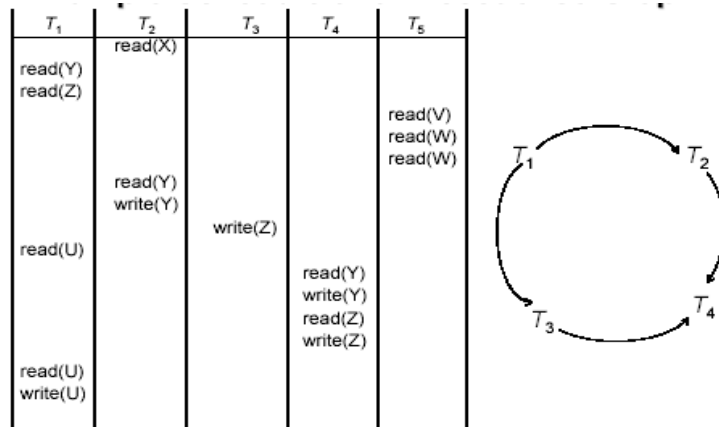 T1 T2 T3 T4 T5
read(X)
read(Y)
read(Z)
read(V)
read(W)
read(W)
read(Y)
write(Y)
write(Z)
read(U)
read(Y)
write(Y)
read(Z)
write(Z)
read(U)
write(U)
T1 T2
T3 T4